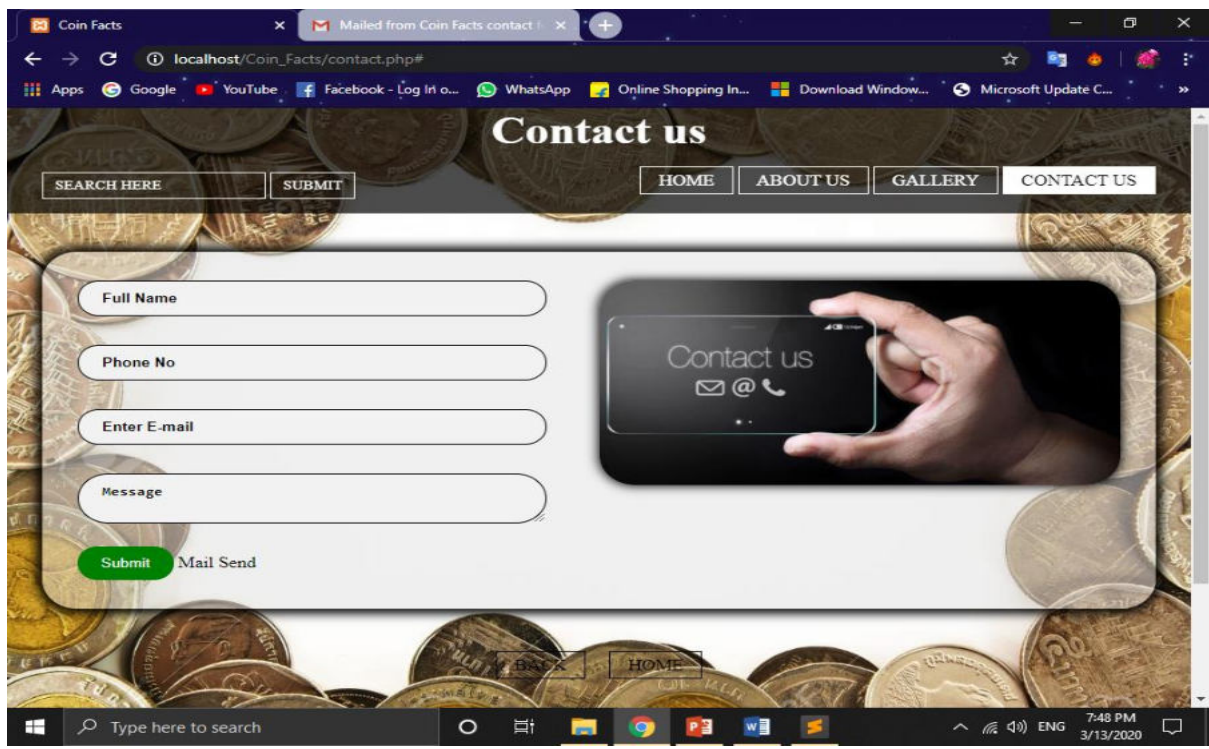 Coin Facts
Mailed from Coin Facts contact f
localhost/Coin_Facts/contact.php#
Apps Google YouTube Facebook - Log In o... WhatsApp Online Shopping In... Download Window... Microsoft Update C... »
Contact us
SEARCH HERE SUBMIT HOME ABOUT US GALLERY CONTACT US
Full Name
Phone No
Enter E-mail
Message
Submit Mail Send
Contact us
@
BACK HOME
Type here to search
ENG 7:48 PM
3/13/2020